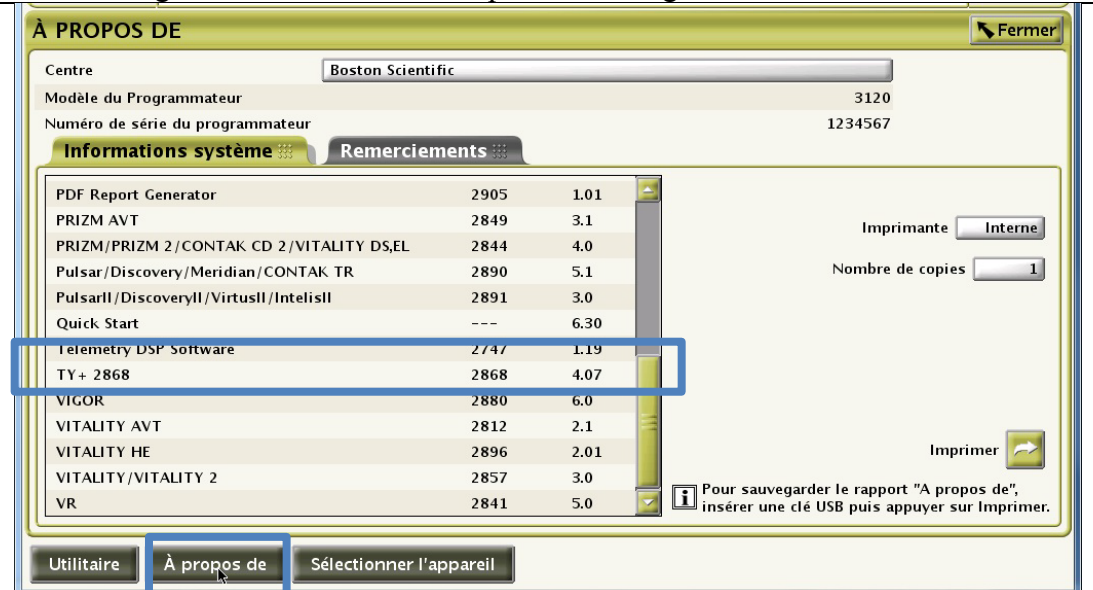 À PROPOS DE Fermer
Centre Boston Scientific
Modèle du Programmateur 3120
Numéro de série du programmateur 1234567
Informations système Remerciements
PDF Report Generator 2905 1.01
PRIZM AVT 2849 3.1
Imprimante Interne
PRIZM/PRIZM 2/CONTAK CD 2/VITALITY DS,EL 2844 4.0
Pulsar/Discovery/Meridian/CONTAK TR 2890 5.1
Nombre de copies 1
PulsarII/DiscoveryII/VirtusII/IntelisII 2891 3.0
Quick Start --- 6.30
Telemetry DSP Software 2747 1.19
TY+ 2868 2868 4.07
VIGOR 2880 6.0
VITALITY AVT 2812 2.1
VITALITY HE 2896 2.01
Imprimer
VITALITY/VITALITY 2 2857 3.0
VR 2841 5.0
Pour sauvegarder le rapport "A propos de",
insérer une clé USB puis appuyer sur Imprimer.
Utilitaire À propos de Sélectionner l'appareil